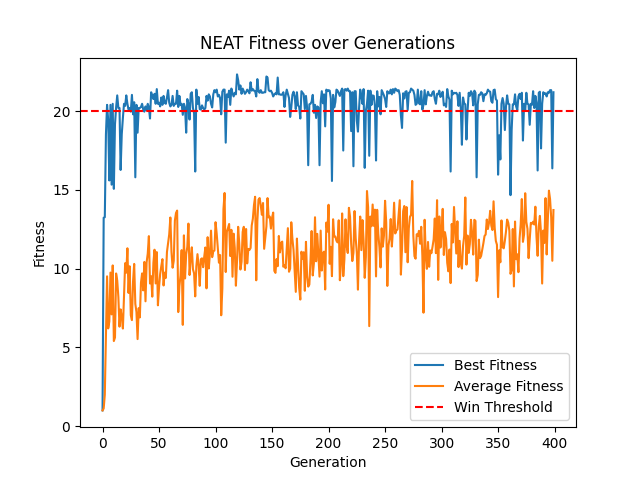 NEAT Fitness over Generations
Fitness
20
15
10
5
0
Best Fitness
Average Fitness
Win Threshold
0 50 100 150 200 250 300 350 400
Generation